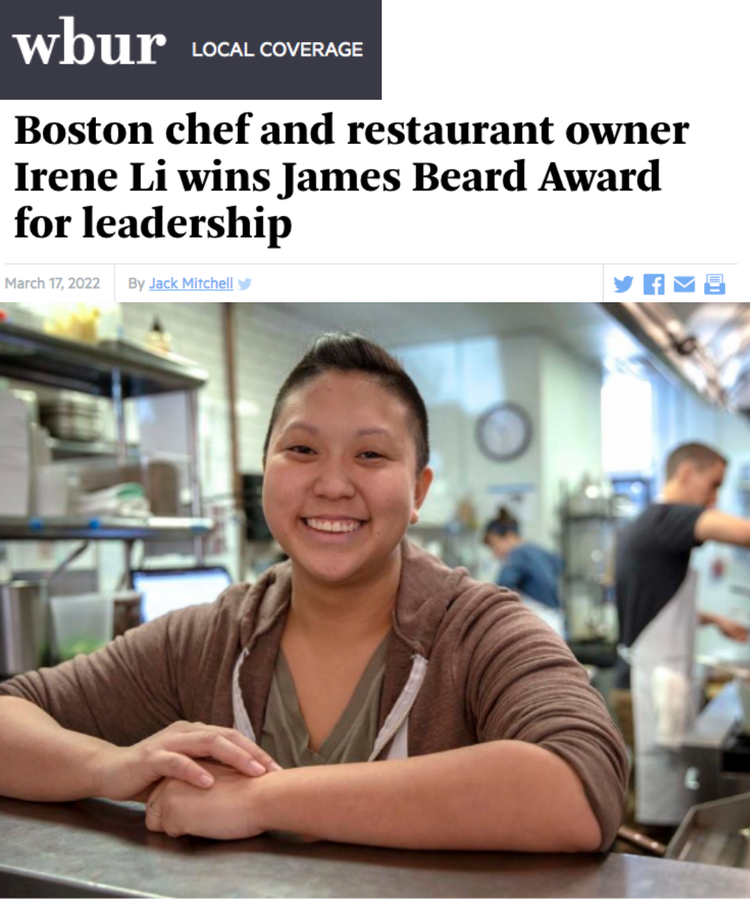 wbur LOCAL COVERAGE
Boston chef and restaurant owner
Irene Li wins James Beard Award
for leadership
March 17, 2022 By Jack Mitchell